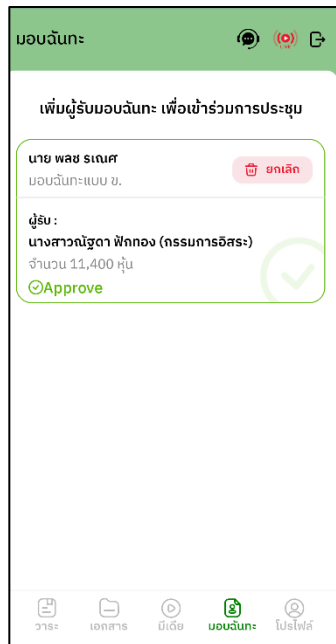 มอบฉันทะ
LIVE
เพิ่มผู้รับมอบฉันทะ เพื่อเข้าร่วมการประชุม
นาย พลช ธเณศ
ยกเลิก
มอบฉันทะแบบ ข.
ผู้รับ :
นางสาวณัฐดา ฟักทอง (กรรมการอิสระ)
จำนวน 11,400 หุ้น
Approve
วาระ เอกสาร มีเดีย มอบฉันทะ โปรไฟล์